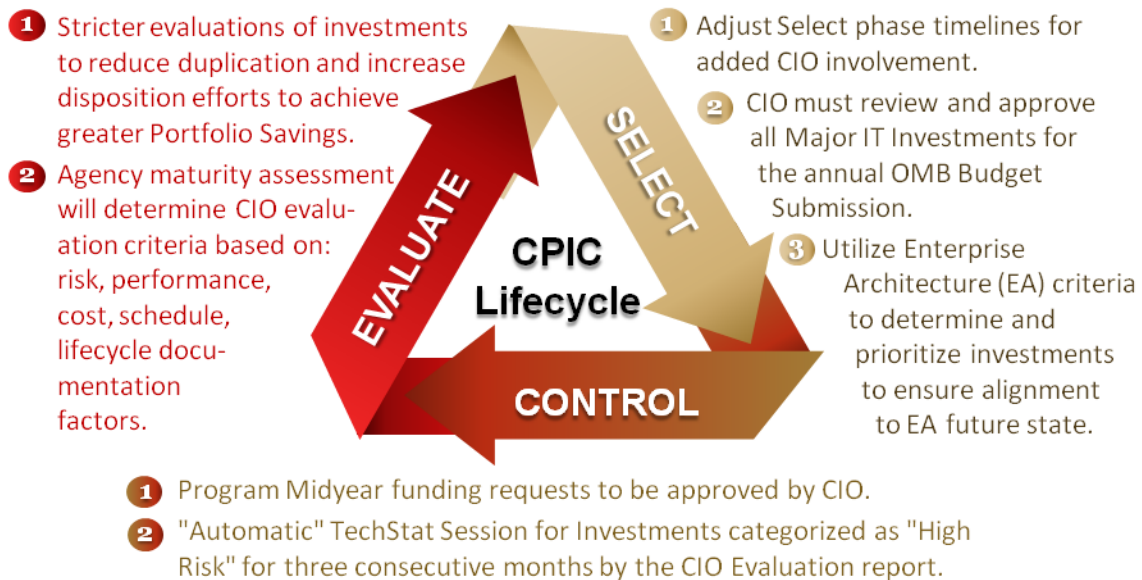 1 Stricter evaluations of investments
to reduce duplication and increase
disposition efforts to achieve
greater Portfolio Savings.
2 Agency maturity assessment
will determine CIO evalu-
ation criteria based on:
risk, performance,
cost, schedule,
lifecycle docu-
mentation
factors.
EVALUATE
SELECT
CPIC
Lifecycle
CONTROL
1 Adjust Select phase timelines for
added CIO involvement.
2 CIO must review and approve
all Major IT Investments for
the annual OMB Budget
Submission.
3 Utilize Enterprise
Architecture (EA) criteria
to determine and
prioritize investments
to ensure alignment
to EA future state.
1 Program Midyear funding requests to be approved by CIO.
2 "Automatic" TechStat Session for Investments categorized as "High
Risk" for three consecutive months by the CIO Evaluation report.